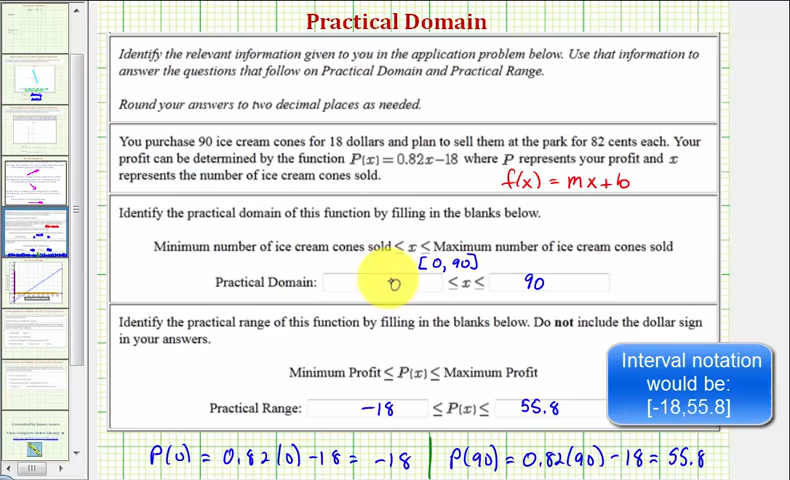 Practical Domain
Identify the relevant information given to you in the application problem below. Use that information to
answer the questions that follow on Practical Domain and Practical Range.
Round your answers to two decimal places as needed.
You purchase 90 ice cream cones for 18 dollars and plan to sell them at the park for 82 cents each. Your
profit can be determined by the function P(x) = 0.82x−18 where P represents your profit and x
represents the number of ice cream cones sold.
f(x) = mx+b
Identify the practical domain of this function by filling in the blanks below.
Minimum number of ice cream cones sold ≤ x ≤ Maximum number of ice cream cones sold
[0, 90]
Practical Domain: 0 ≤ x ≤ 90
Identify the practical range of this function by filling in the blanks below. Do not include the dollar sign
in your answers.
Minimum Profit ≤ P(x) ≤ Maximum Profit
Practical Range: −18 ≤ P(x) ≤ 55.8
Interval notation
would be:
[-18,55.8]
P(0) = 0.82(0) −18 = −18
P(90) = 0.82(90) −18 = 55.8